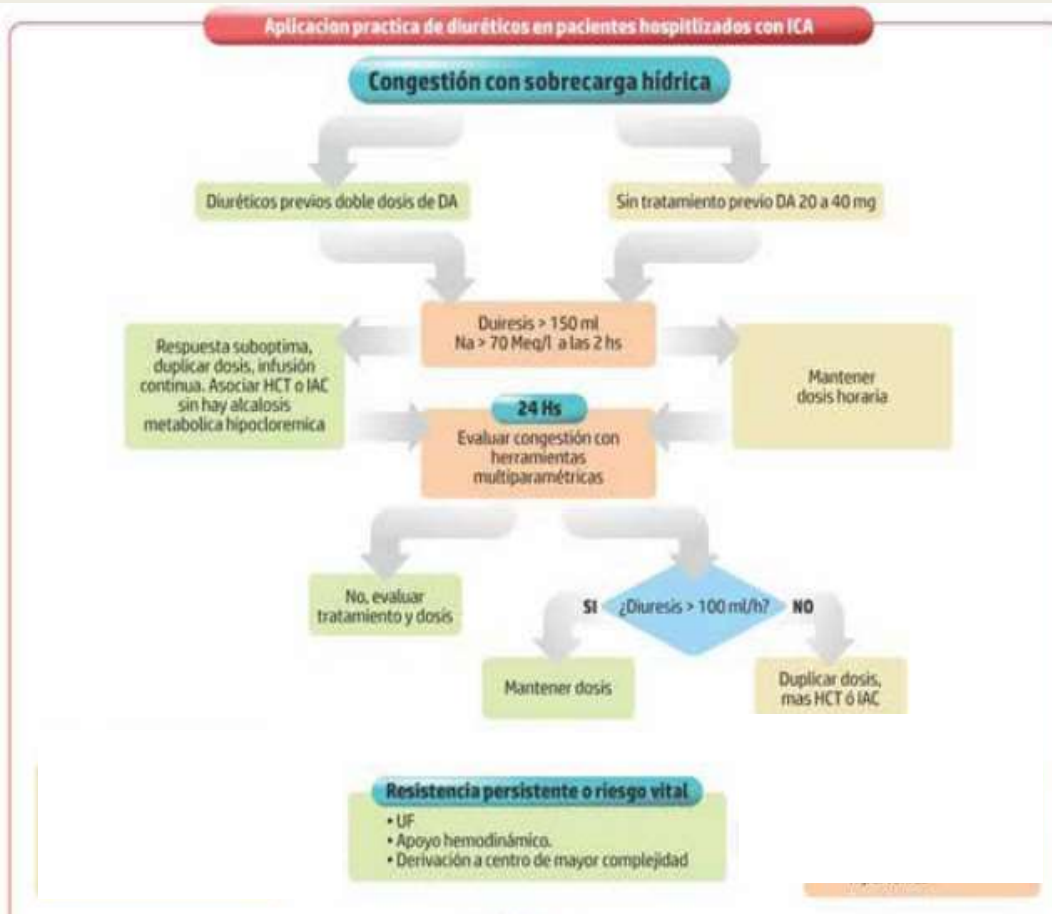 Aplicacion practica de diuréticos en pacientes hospitlizados con ICA
Congestión con sobrecarga hídrica
Diuréticos previos doble dosis de DA
Sin tratamiento previo DA 20 a 40 mg
Duiresis > 150 ml
Na > 70 Meq/l a las 2 hs
Respuesta suboptima,
duplicar dosis, infusión
continua. Asociar HCT o IAC
sin hay alcalosis
metabolica hipocloremica
Mantener
dosis horaria
24 Hs
Evaluar congestión con
herramientas
multiparamétricas
No, evaluar
tratamiento y dosis
SI
¿Diuresis > 100 ml/h?
NO
Mantener dosis
Duplicar dosis,
mas HCT ó IAC
Resistencia persistente o riesgo vital
• UF
• Apoyo hemodinámico.
• Derivación a centro de mayor complejidad